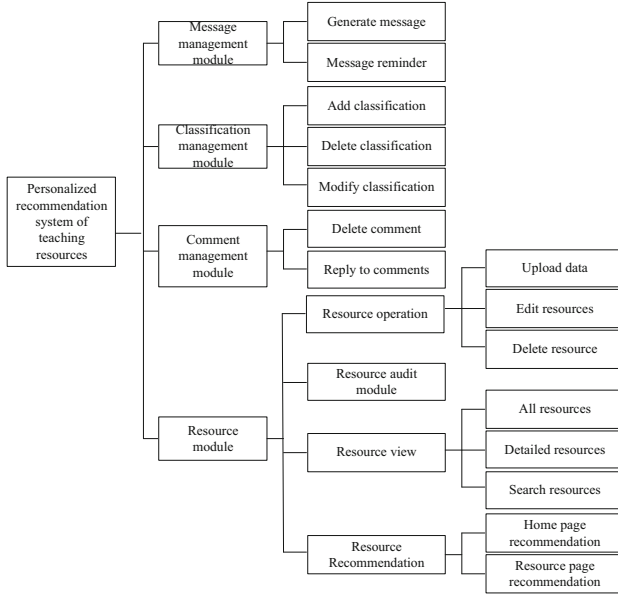 Personalized
recommendation
system of
teaching
resources
Message
management
module
Generate message
Message reminder
Classification
management
module
Add classification
Delete classification
Modify classification
Comment
management
module
Delete comment
Reply to comments
Resource
module
Resource operation
Upload data
Edit resources
Delete resource
Resource audit
module
Resource view
All resources
Detailed resources
Search resources
Resource
Recommendation
Home page
recommendation
Resource page
recommendation